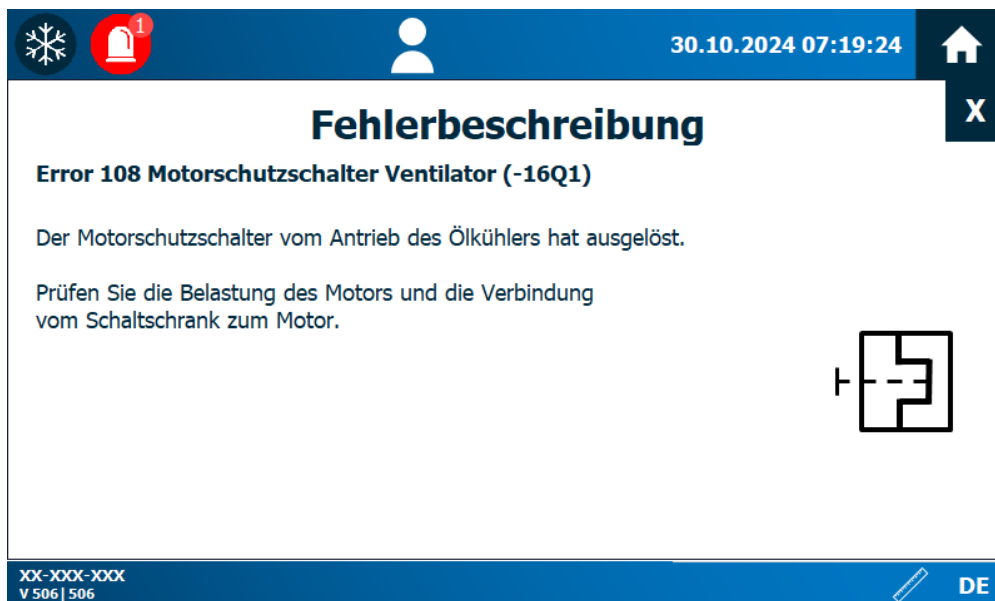 1
30.10.2024 07:19:24
X
Fehlerbeschreibung
Error 108 Motorschutzschalter Ventilator (-16Q1)
Der Motorschutzschalter vom Antrieb des Ölkühlers hat ausgelöst.
Prüfen Sie die Belastung des Motors und die Verbindung
vom Schaltschrank zum Motor.
XX-XXX-XXX
V 506 | 506
DE